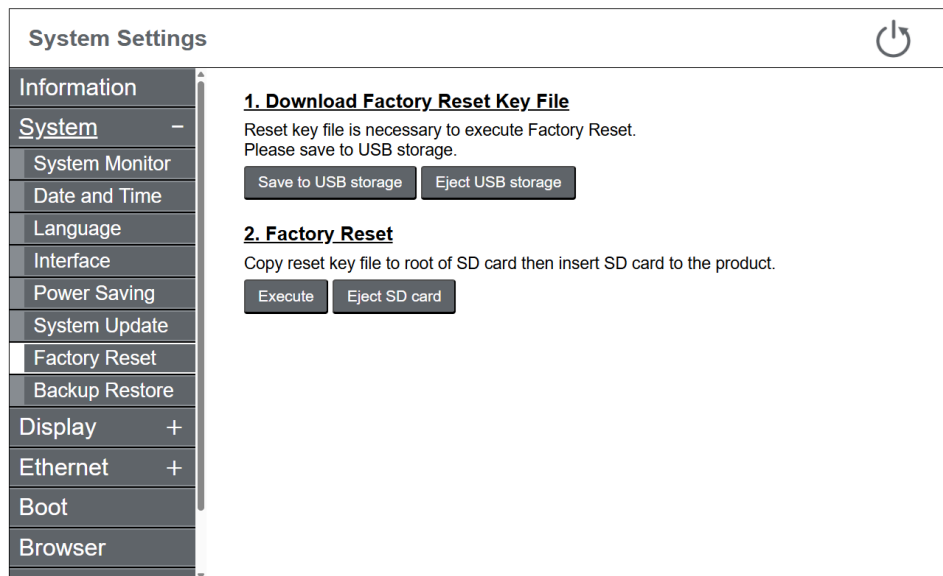 System Settings
Information
System −
System Monitor
Date and Time
Language
Interface
Power Saving
System Update
Factory Reset
Backup Restore
Display +
Ethernet +
Boot
Browser
1. Download Factory Reset Key File
Reset key file is necessary to execute Factory Reset.
Please save to USB storage.
Save to USB storage Eject USB storage
2. Factory Reset
Copy reset key file to root of SD card then insert SD card to the product.
Execute Eject SD card